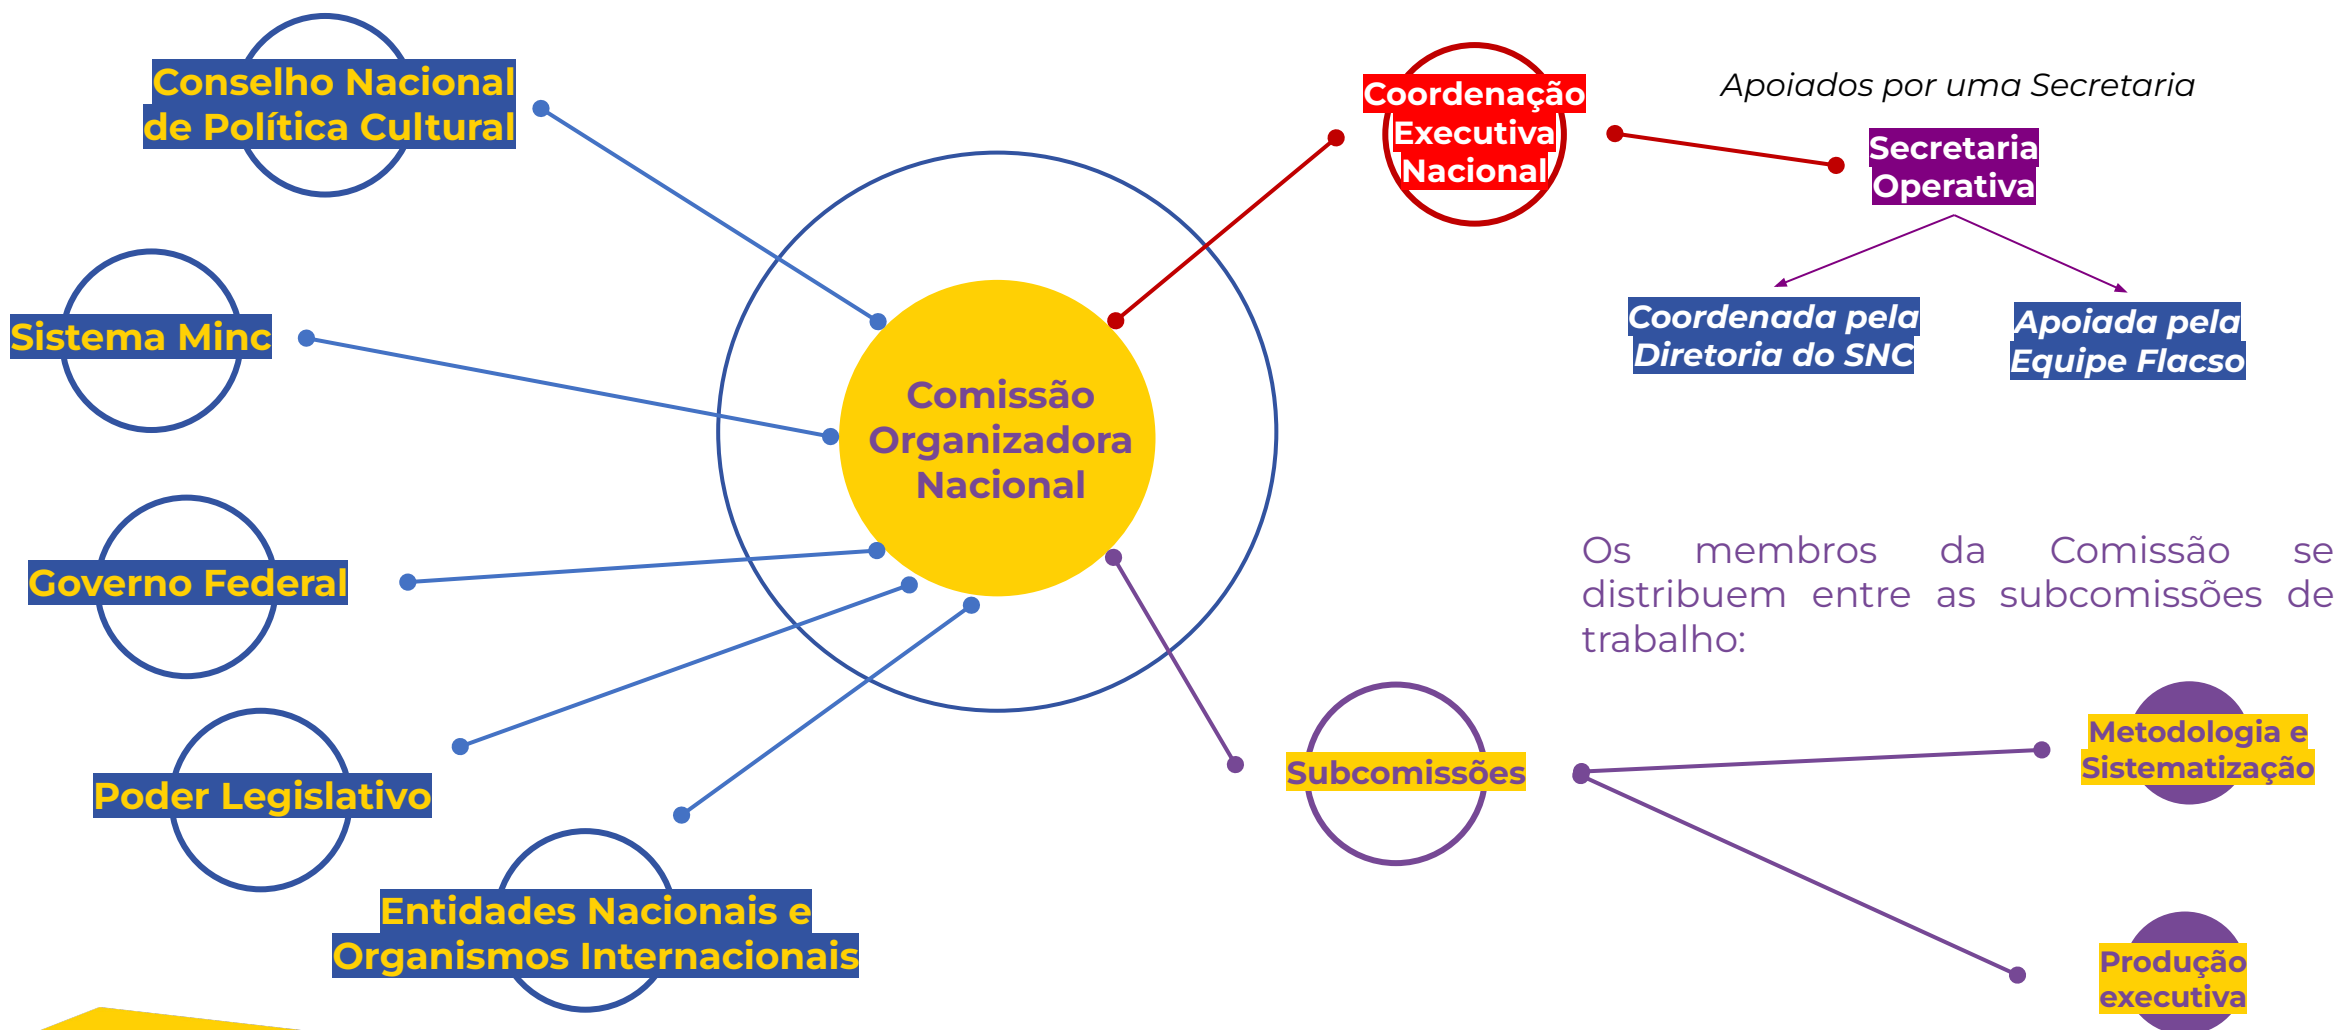 Conselho Nacional
de Política Cultural
Sistema Minc
Governo Federal
Poder Legislativo
Entidades Nacionais e
Organismos Internacionais
Comissão
Organizadora
Nacional
Coordenação
Executiva
Nacional
Apoiados por uma Secretaria
Secretaria
Operativa
Coordenada pela
Diretoria do SNC
Apoiada pela
Equipe Flacso
Os membros da Comissão se
distribuem entre as subcomissões de
trabalho:
Subcomissões
Metodologia e
Sistematização
Produção
executiva